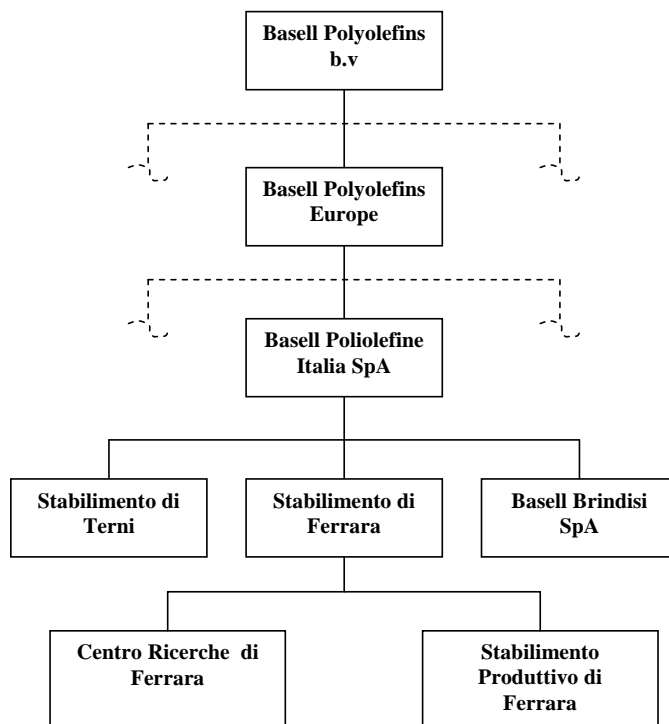 Basell Polyolefins
b.v
Basell Polyolefins
Europe
Basell Poliolefine
Italia SpA
Stabilimento di
Terni
Stabilimento di
Ferrara
Basell Brindisi
SpA
Centro Ricerche di
Ferrara
Stabilimento
Produttivo di
Ferrara